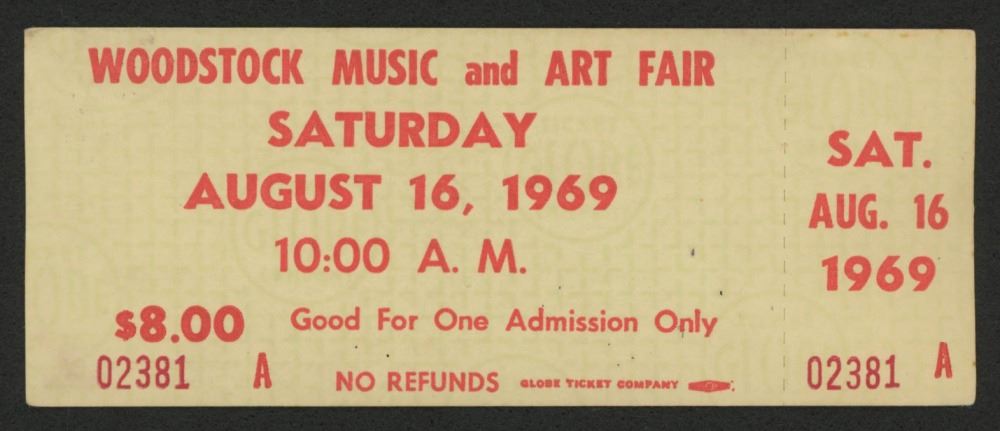 WOODSTOCK MUSIC and ART FAIR
SATURDAY
AUGUST 16, 1969
10:00 A. M.
$8.00 Good For One Admission Only
02381 A NO REFUNDS GLOBE TICKET COMPANY
SAT.
AUG. 16
1969
02381 A